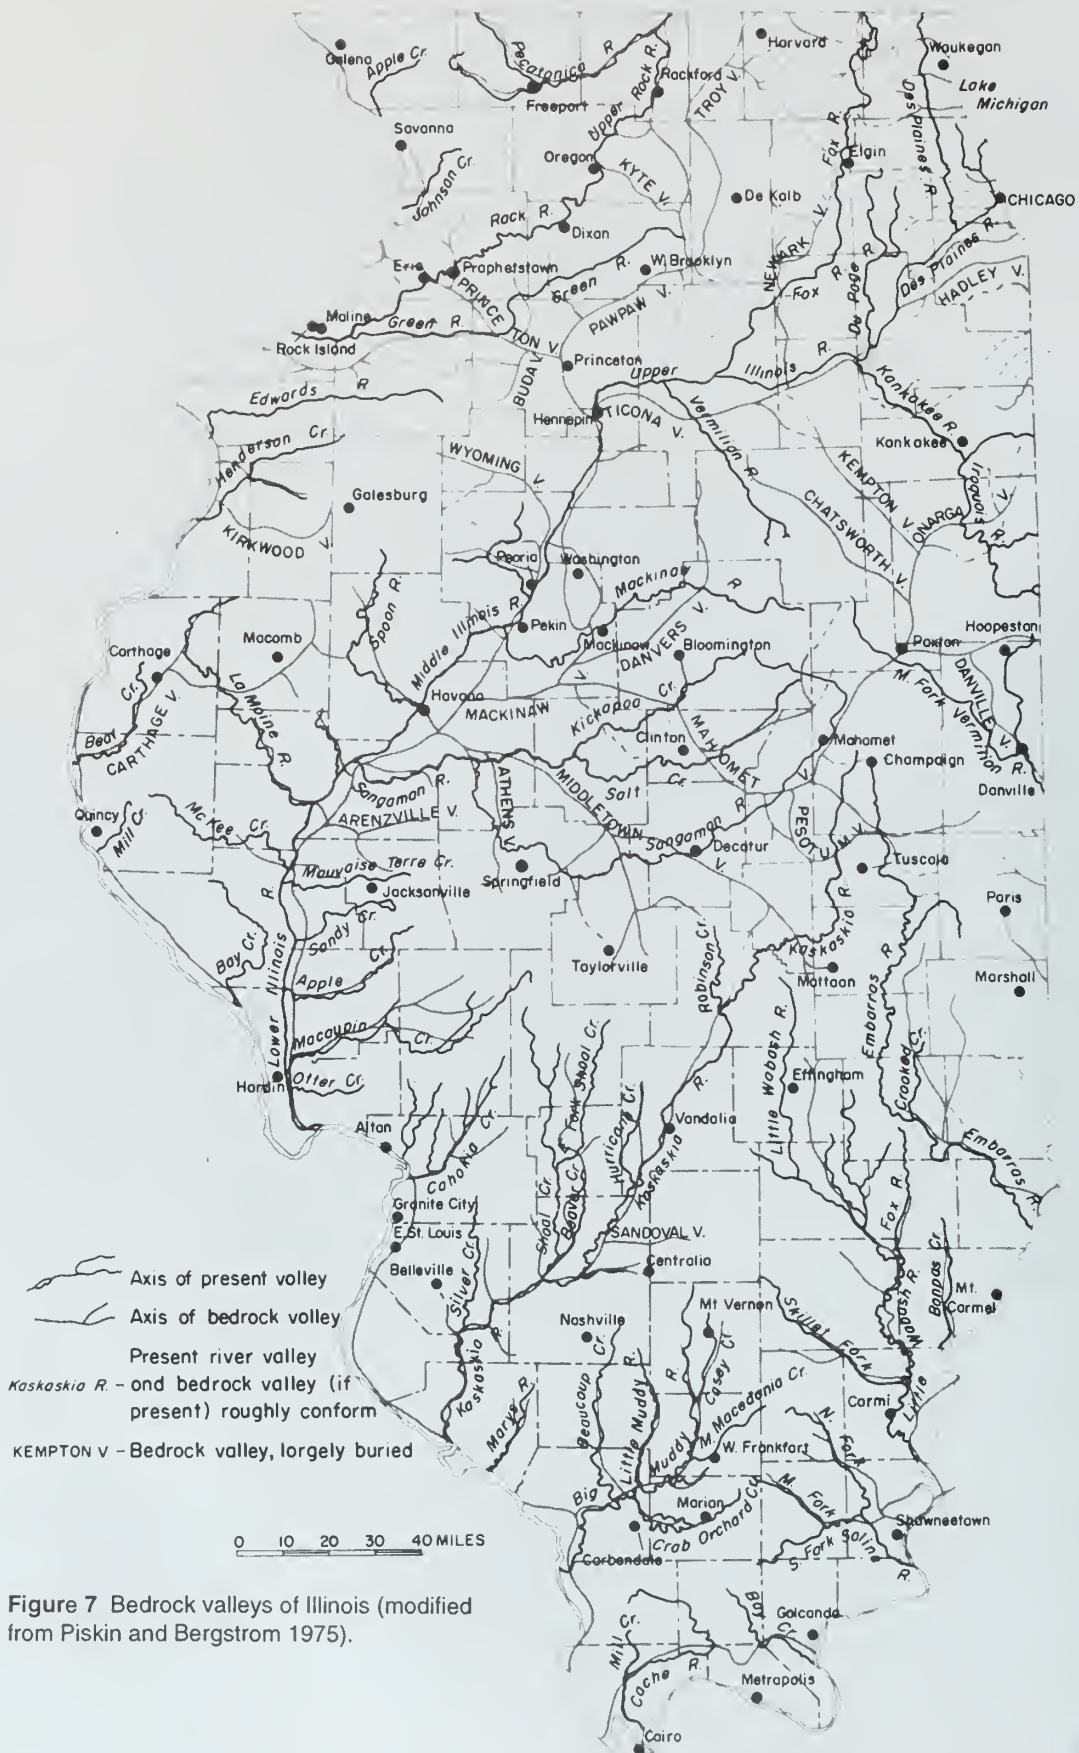 Galena
Apple Cr.
Pecatonica R
Freeport
Upper Rock R.
Rockford
TROY V.
Harvard
Fox R.
Des Plaines R
Waukegan
Lake
Michigan
Savanna
Johnson Cr.
Oregon
KYTE V.
De Kalb
Elgin
CHICAGO
Rock R.
Dixon
Erie
Prophetstown
PRINCE
TON V.
Green R.
W. Brooklyn
PAWPAW V.
NEWARK V.
Fox R.
Du Page R
Des Plaines R.
HADLEY V.
Moline
Rock Island
Green R.
Princeton
BUDA V.
Upper Illinois R.
Edwards R
Hennepin
TICONA V.
Vermilion R.
Kankakee R.
Kankakee
Henderson Cr.
WYOMING V.
Galesburg
KIRKWOOD V.
KEMPTON V.
CHATSWORTH V.
ONARGA V.
Iroquois R.
Peoria
Washington
Mackinaw R
Spoon R.
Middle Illinois R.
Pekin
Mackinaw
DANVERS V.
Bloomington
Paxton
Hoopeston
Macomb
Carthage
Bear Cr.
CARTHAGE V.
La Moine R.
Havana
MACKINAW V.
Kickapoo Cr.
MAHOMET V.
Clinton
Mahomet
M. Fork Vermilion R.
DANVILLE V.
Champaign
Danville
Quincy
Mill Cr.
Mc Kee Cr.
Sangamon R.
ARENZVILLE V.
ATHENS V.
MIDDLETOWN V.
Salt Cr.
Sangamon R.
Decatur
PESOTUM V.
Tuscola
Mauvaise Terre Cr.
Jacksonville
Springfield
Kaskaskia R
Paris
Bay Cr.
Lower Illinois R.
Sandy Cr.
Apple Cr.
Taylorville
Robinson Cr.
Mattoon
Embarras R
Marshall
Macoupin Cr.
Otter Cr.
Hardin
Shoal Cr.
Fork Shoal Cr.
Beaver Cr.
Hurricane Cr.
Kaskaskia R.
Vandalia
Little Wabash R.
Effingham
Crooked Cr.
Embarras R.
Alton
Cahokia Cr.
Granite City
E. St. Louis
Belleville
Silver Cr.
SANDOVAL V.
Centralia
Fox R.
Little Wabash R.
Bonpas Cr
Mt.
Carmel
Axis of present valley
Axis of bedrock valley
Present river valley
Kaskaskia R. - and bedrock valley (if
present) roughly conform
KEMPTON V - Bedrock valley, largely buried
Kaskaskia R.
Marys R.
Nashville
Mt Vernon
Beaucoup Cr.
Little Muddy R.
Casey Cr
Skillet Fork
Carmi
Big Muddy R.
M. Macedonia Cr.
W. Frankfort
N. Fork
M. Fork
Marion
Crab Orchard Cr.
Carbondale
S. Fork Salin R.
Shawneetown
Bay Cr.
Golconda
Mill Cr.
Cache R.
Metropolis
Cairo
0 10 20 30 40 MILES
Figure 7 Bedrock valleys of Illinois (modified
from Piskin and Bergstrom 1975).